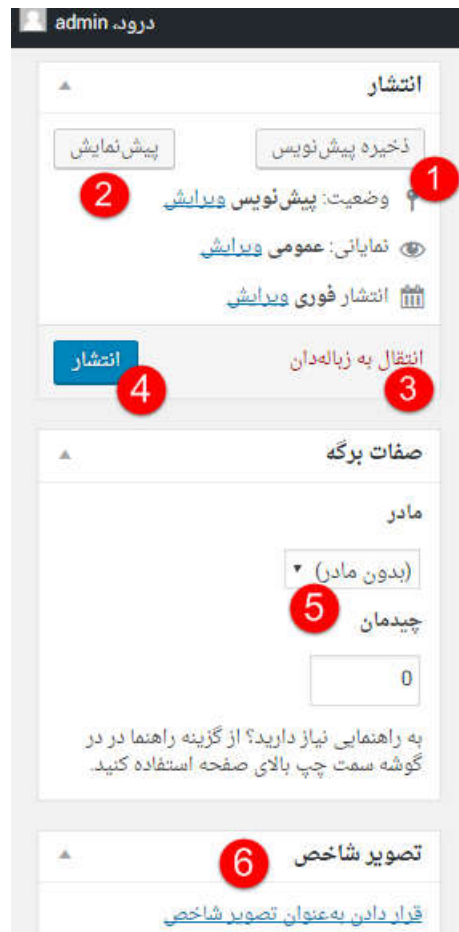 درود، admin
انتشار
ذخیره پیش‌نویس
پیش‌نمایش
1
2
وضعیت: پیش‌نویس ویرایش
نمایانی: عمومی ویرایش
انتشار فوری ویرایش
انتقال به زباله‌دان
انتشار
3
4
صفات برگه
مادر
(بدون مادر)
5
چیدمان
0
به راهنمایی نیاز دارید؟ از گزینه راهنما در در
گوشه سمت چپ بالای صفحه استفاده کنید.
تصویر شاخص
6
قرار دادن به‌عنوان تصویر شاخص